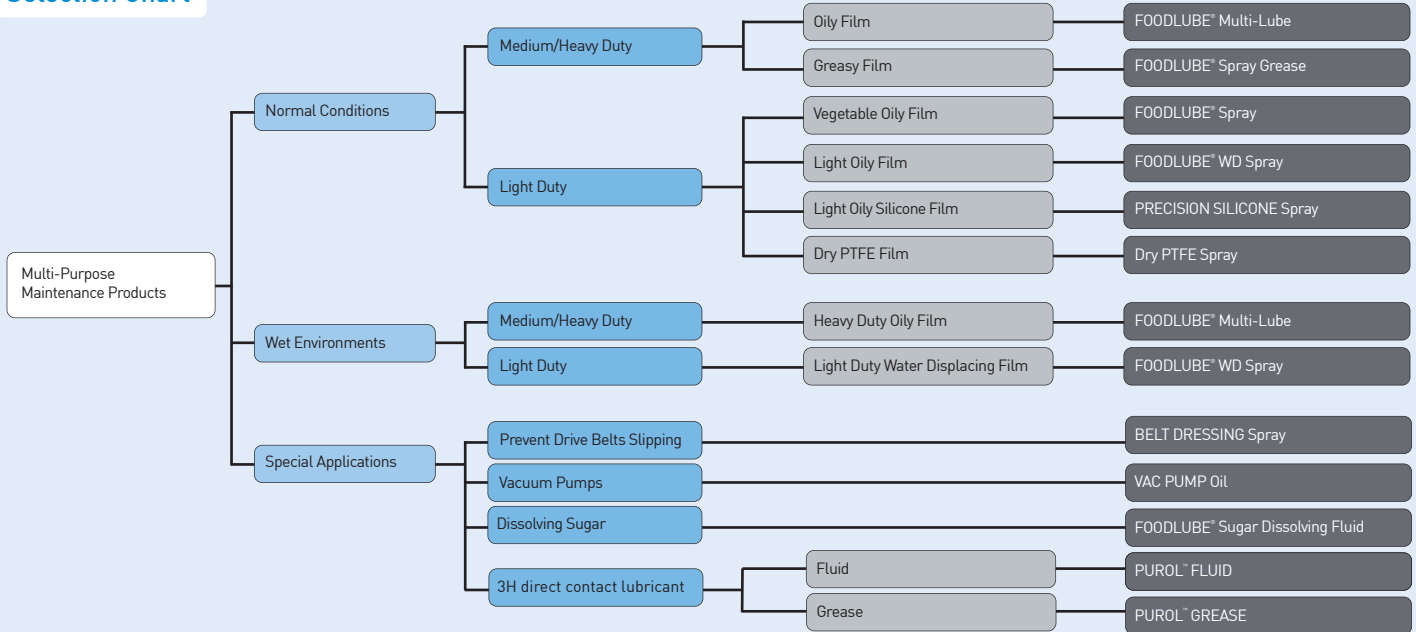 Selection Chart
Multi-Purpose
Maintenance Products
Normal Conditions
Medium/Heavy Duty
Oily Film
FOODLUBE® Multi-Lube
Greasy Film
FOODLUBE® Spray Grease
Light Duty
Vegetable Oily Film
FOODLUBE® Spray
Light Oily Film
FOODLUBE® WD Spray
Light Oily Silicone Film
PRECISION SILICONE Spray
Dry PTFE Film
Dry PTFE Spray
Wet Environments
Medium/Heavy Duty
Heavy Duty Oily Film
FOODLUBE® Multi-Lube
Light Duty
Light Duty Water Displacing Film
FOODLUBE® WD Spray
Special Applications
Prevent Drive Belts Slipping
BELT DRESSING Spray
Vacuum Pumps
VAC PUMP Oil
Dissolving Sugar
FOODLUBE® Sugar Dissolving Fluid
3H direct contact lubricant
Fluid
PUROL™ FLUID
Grease
PUROL™ GREASE